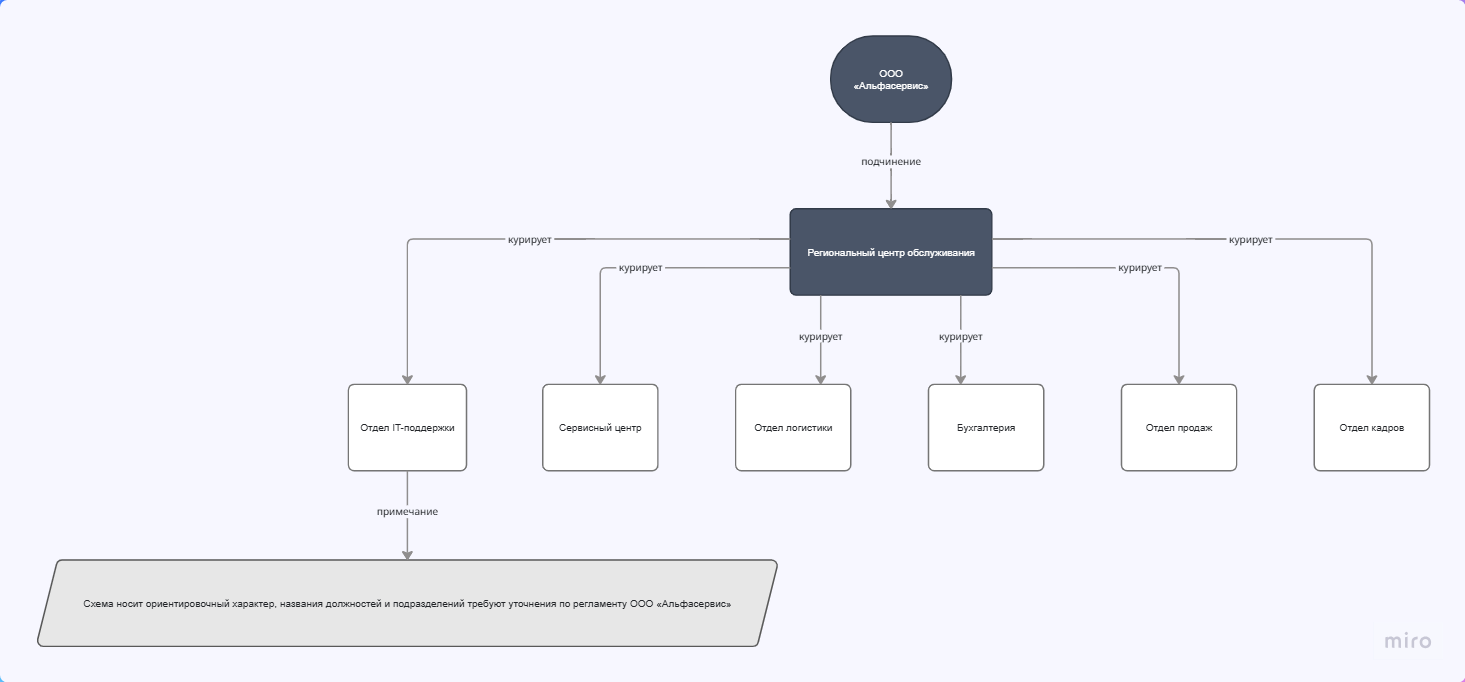 ООО
«Альфасервис»
подчинение
Региональный центр обслуживания
курирует
курирует
курирует
курирует
курирует
курирует
Отдел IT-поддержки
Сервисный центр
Отдел логистики
Бухгалтерия
Отдел продаж
Отдел кадров
примечание
Схема носит ориентировочный характер, названия должностей и подразделений требуют уточнения по регламенту ООО «Альфасервис»
miro